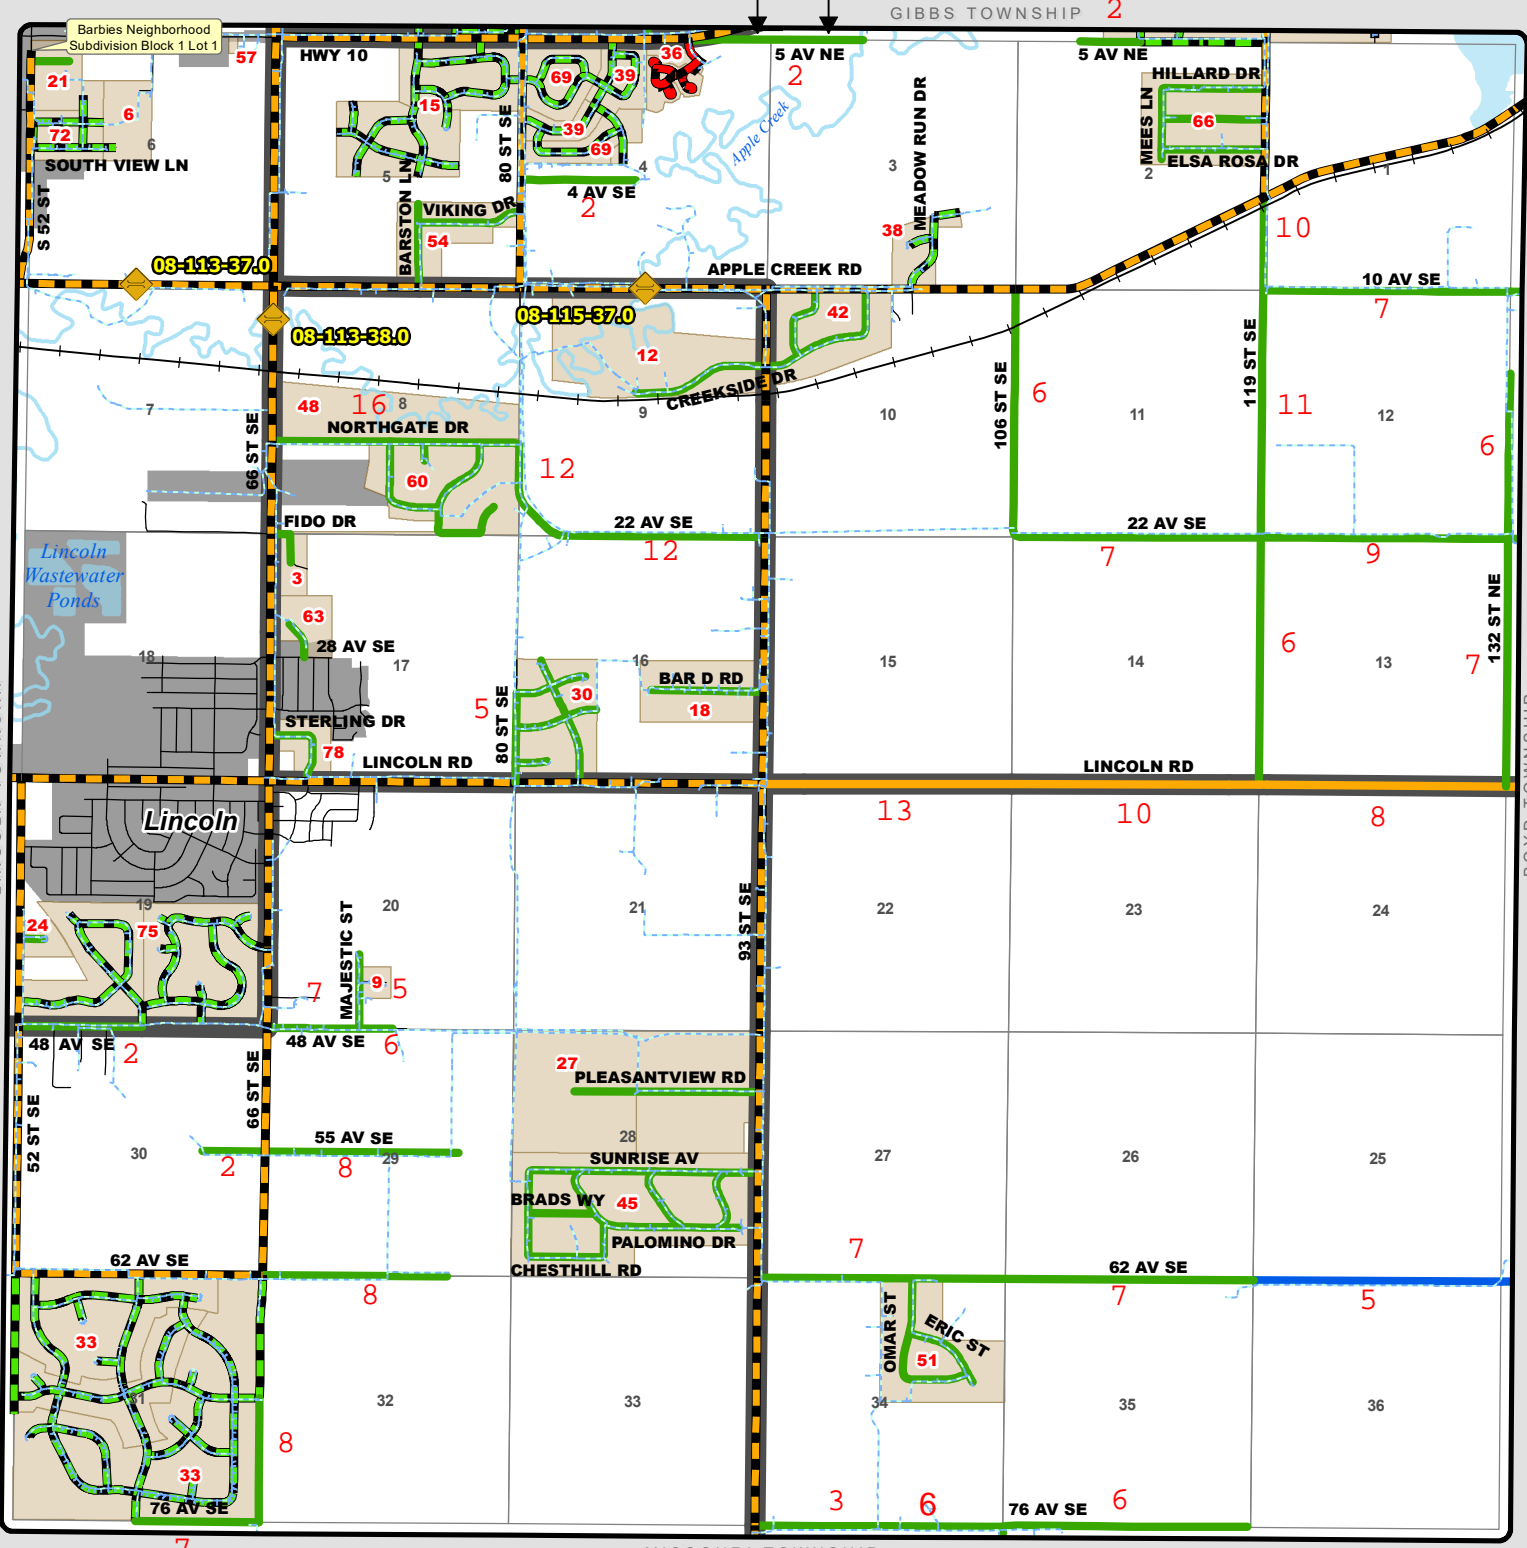 GIBBS TOWNSHIP
2
Barbies Neighborhood
Subdivision Block 1 Lot 1
57
HWY 10
36
5 AV NE
5 AV NE
21
69
39
2
HILLARD DR
6
15
39
Apple Creek
MEADOW RUN DR
MEES LN
66
72
6
69
80 ST SE
SOUTH VIEW LN
5
4
3
ELSA ROSA DR
2
1
4 AV SE
2
S 52 ST
BARSTON LN
VIKING DR
54
38
10
08-113-37.0
APPLE CREEK RD
10 AV SE
7
08-113-38.0
08-115-37.0
42
12
CREEKSIDE DR
106 ST SE
119 ST SE
6
7
48
16
8
9
10
11
11
12
66 ST SE
NORTHGATE DR
6
60
12
FIDO DR
22 AV SE
22 AV SE
12
7
9
Lincoln
Wastewater
Ponds
3
63
132 ST NE
28 AV SE
18
17
16
15
14
6
13
7
BAR D RD
30
18
5
80 ST SE
STERLING DR
78
LINCOLN RD
LINCOLN RD
Lincoln
13
10
8
19
20
21
22
23
24
24
75
MAJESTIC ST
93 ST SE
7
9
5
48 AV SE
2
48 AV SE
6
27
PLEASANTVIEW RD
66 ST SE
52 ST SE
30
55 AV SE
2
8
29
28
SUNRISE AV
27
26
25
BRADS WY
45
PALOMINO DR
62 AV SE
CHESTHILL RD
7
62 AV SE
8
7
5
33
OMAR ST
ERIC ST
51
31
32
33
34
35
36
8
33
76 AV SE
3
6
76 AV SE
6
7